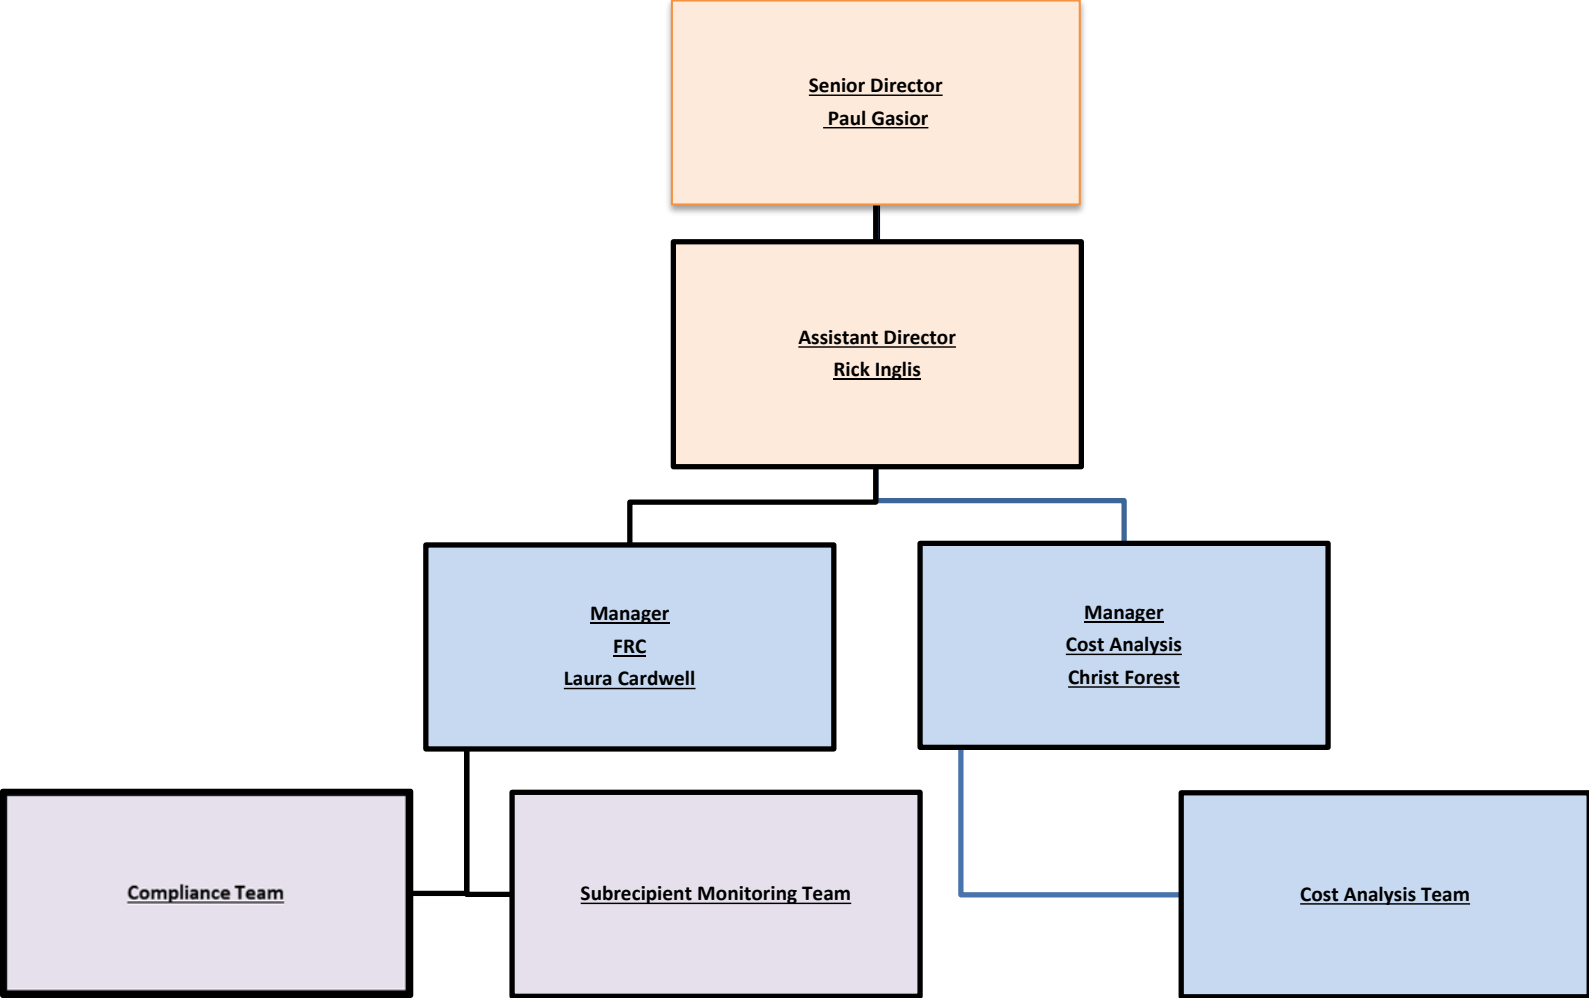 Senior Director
Paul Gasior
Assistant Director
Rick Inglis
Manager
FRC
Laura Cardwell
Manager
Cost Analysis
Christ Forest
Compliance Team
Subrecipient Monitoring Team
Cost Analysis Team